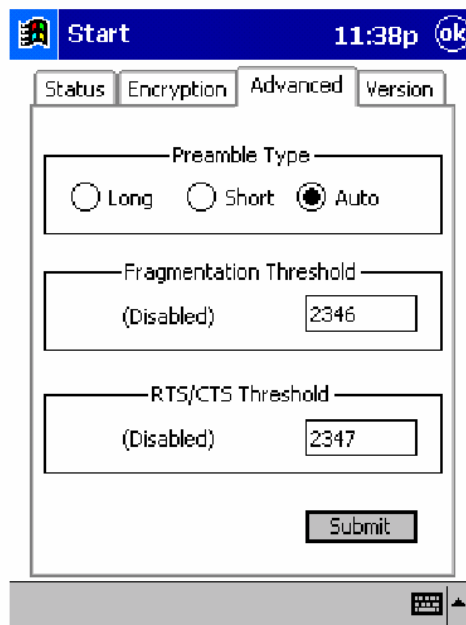 Start 11:38p ok
Status Encryption Advanced Version
Preamble Type
Long Short Auto
Fragmentation Threshold
(Disabled) 2346
RTS/CTS Threshold
(Disabled) 2347
Submit